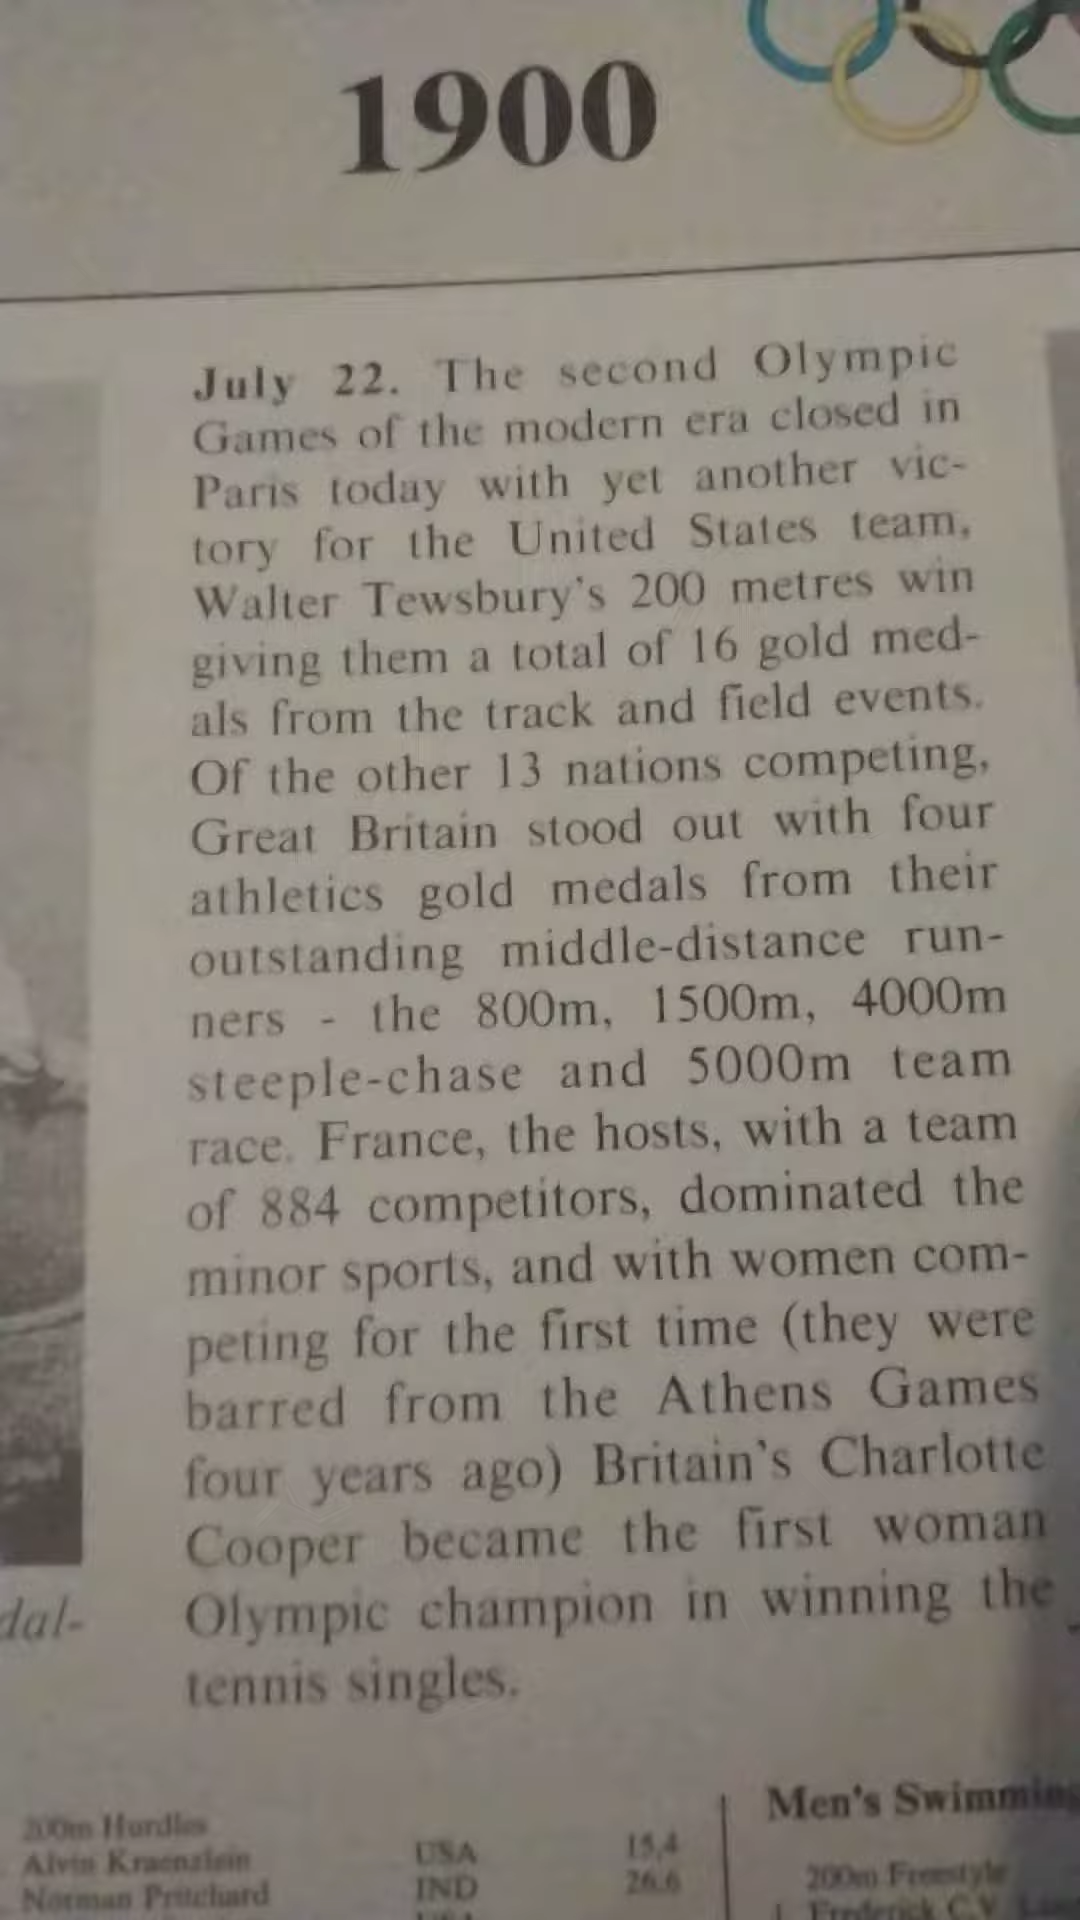 1900
July 22. The second Olympic
Games of the modern era closed in
Paris today with yet another vic-
tory for the United States team,
Walter Tewsbury's 200 metres win
giving them a total of 16 gold med-
als from the track and field events.
Of the other 13 nations competing,
Great Britain stood out with four
athletics gold medals from their
outstanding middle-distance run-
ners - the 800m, 1500m, 4000m
steeple-chase and 5000m team
race. France, the hosts, with a team
of 884 competitors, dominated the
minor sports, and with women com-
peting for the first time (they were
barred from the Athens Games
four years ago) Britain's Charlotte
Cooper became the first woman
Olympic champion in winning the
tennis singles.
dal-
200m Hurdles
Alvin Kraenzlein USA 15,4
Norman Pritchard IND 26.6
Men's Swimming
200m Freestyle
Frederick C.V.